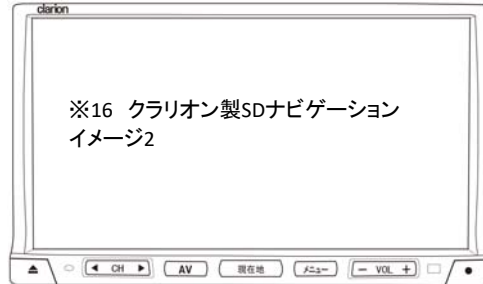 clarion
※16 クラリオン製SDナビゲーション
イメージ2
◀ CH ▶ AV 現在地 メニュー − VOL +